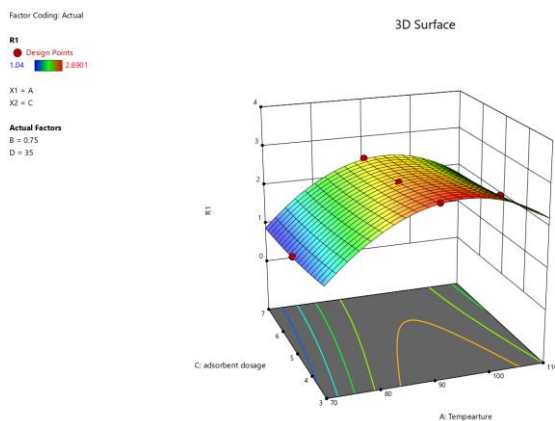 Factor Coding: Actual
3D Surface
R1
Design Points
1.04 2.8901
X1 = A
X2 = C
Actual Factors
B = 0.75
D = 35
4
3
2
1
0
R1
7
6
5
4
3
C: adsorbent dosage
70
80
90
100
110
A: Tempearture